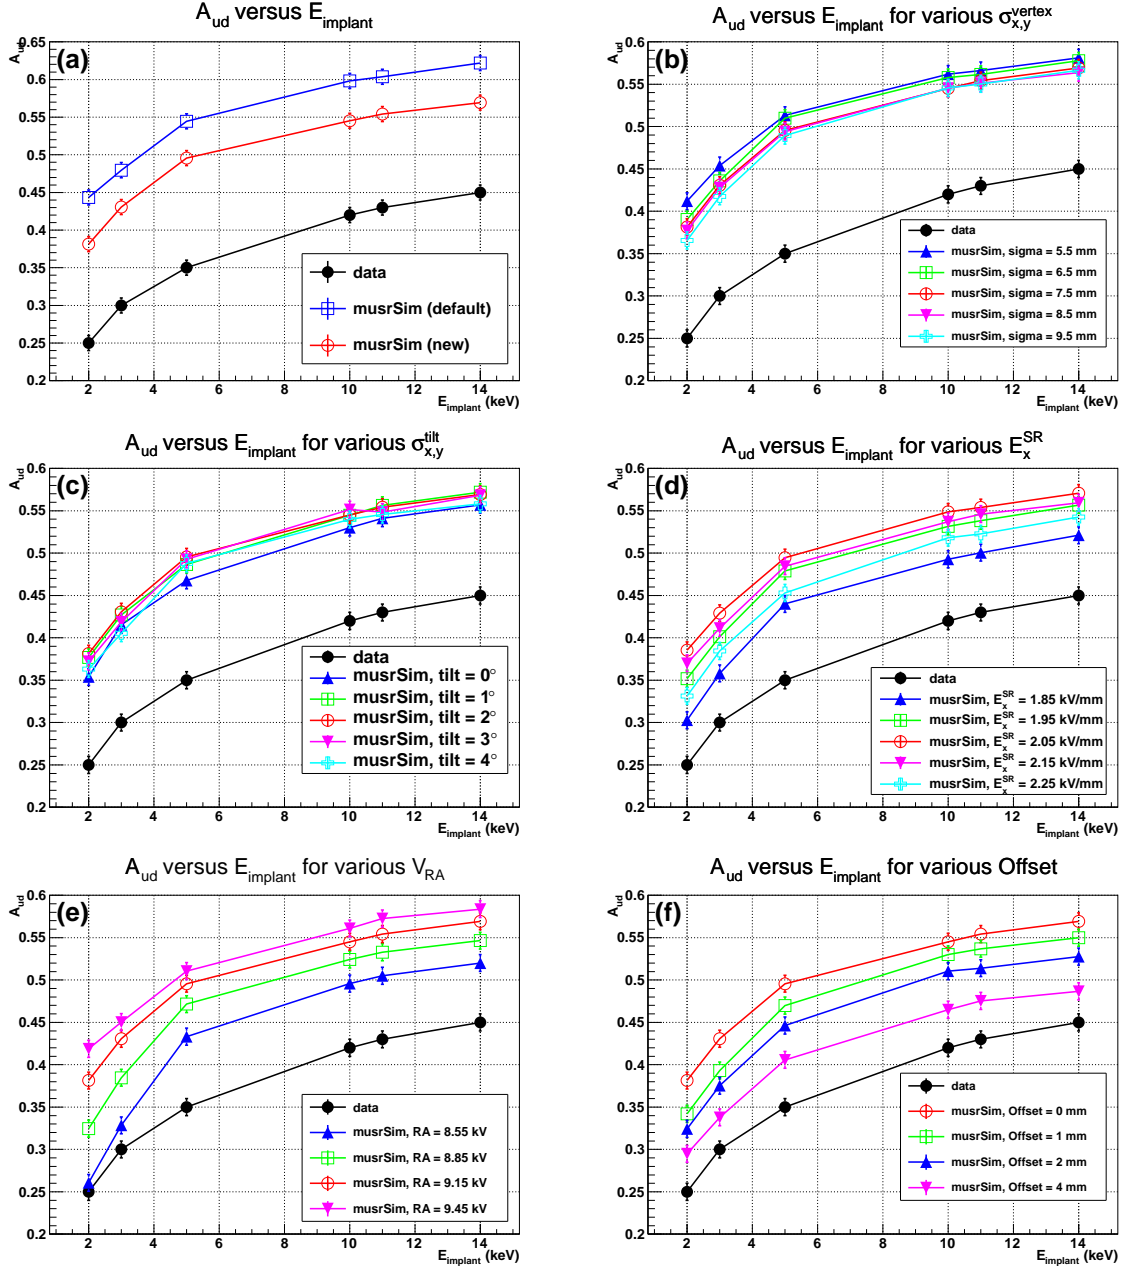 A_ud versus E_implant
A_ud
(a)
0.65
0.6
0.55
0.5
0.45
0.4
0.35
0.3
0.25
0.2
data
musrSim (default)
musrSim (new)
2 4 6 8 10 12 14
E_implant (keV)
A_ud versus E_implant for various σ_x,y^vertex
A_ud
(b)
0.6
0.55
0.5
0.45
0.4
0.35
0.3
0.25
0.2
data
musrSim, sigma = 5.5 mm
musrSim, sigma = 6.5 mm
musrSim, sigma = 7.5 mm
musrSim, sigma = 8.5 mm
musrSim, sigma = 9.5 mm
2 4 6 8 10 12 14
E_implant (keV)
A_ud versus E_implant for various σ_x,y^tilt
A_ud
(c)
0.6
0.55
0.5
0.45
0.4
0.35
0.3
0.25
0.2
data
musrSim, tilt = 0°
musrSim, tilt = 1°
musrSim, tilt = 2°
musrSim, tilt = 3°
musrSim, tilt = 4°
2 4 6 8 10 12 14
E_implant (keV)
A_ud versus E_implant for various E_x^SR
A_ud
(d)
0.6
0.55
0.5
0.45
0.4
0.35
0.3
0.25
0.2
data
musrSim, E_x^SR = 1.85 kV/mm
musrSim, E_x^SR = 1.95 kV/mm
musrSim, E_x^SR = 2.05 kV/mm
musrSim, E_x^SR = 2.15 kV/mm
musrSim, E_x^SR = 2.25 kV/mm
2 4 6 8 10 12 14
E_implant (keV)
A_ud versus E_implant for various V_RA
A_ud
(e)
0.6
0.55
0.5
0.45
0.4
0.35
0.3
0.25
0.2
data
musrSim, RA = 8.55 kV
musrSim, RA = 8.85 kV
musrSim, RA = 9.15 kV
musrSim, RA = 9.45 kV
2 4 6 8 10 12 14
E_implant (keV)
A_ud versus E_implant for various Offset
A_ud
(f)
0.6
0.55
0.5
0.45
0.4
0.35
0.3
0.25
0.2
data
musrSim, Offset = 0 mm
musrSim, Offset = 1 mm
musrSim, Offset = 2 mm
musrSim, Offset = 4 mm
2 4 6 8 10 12 14
E_implant (keV)